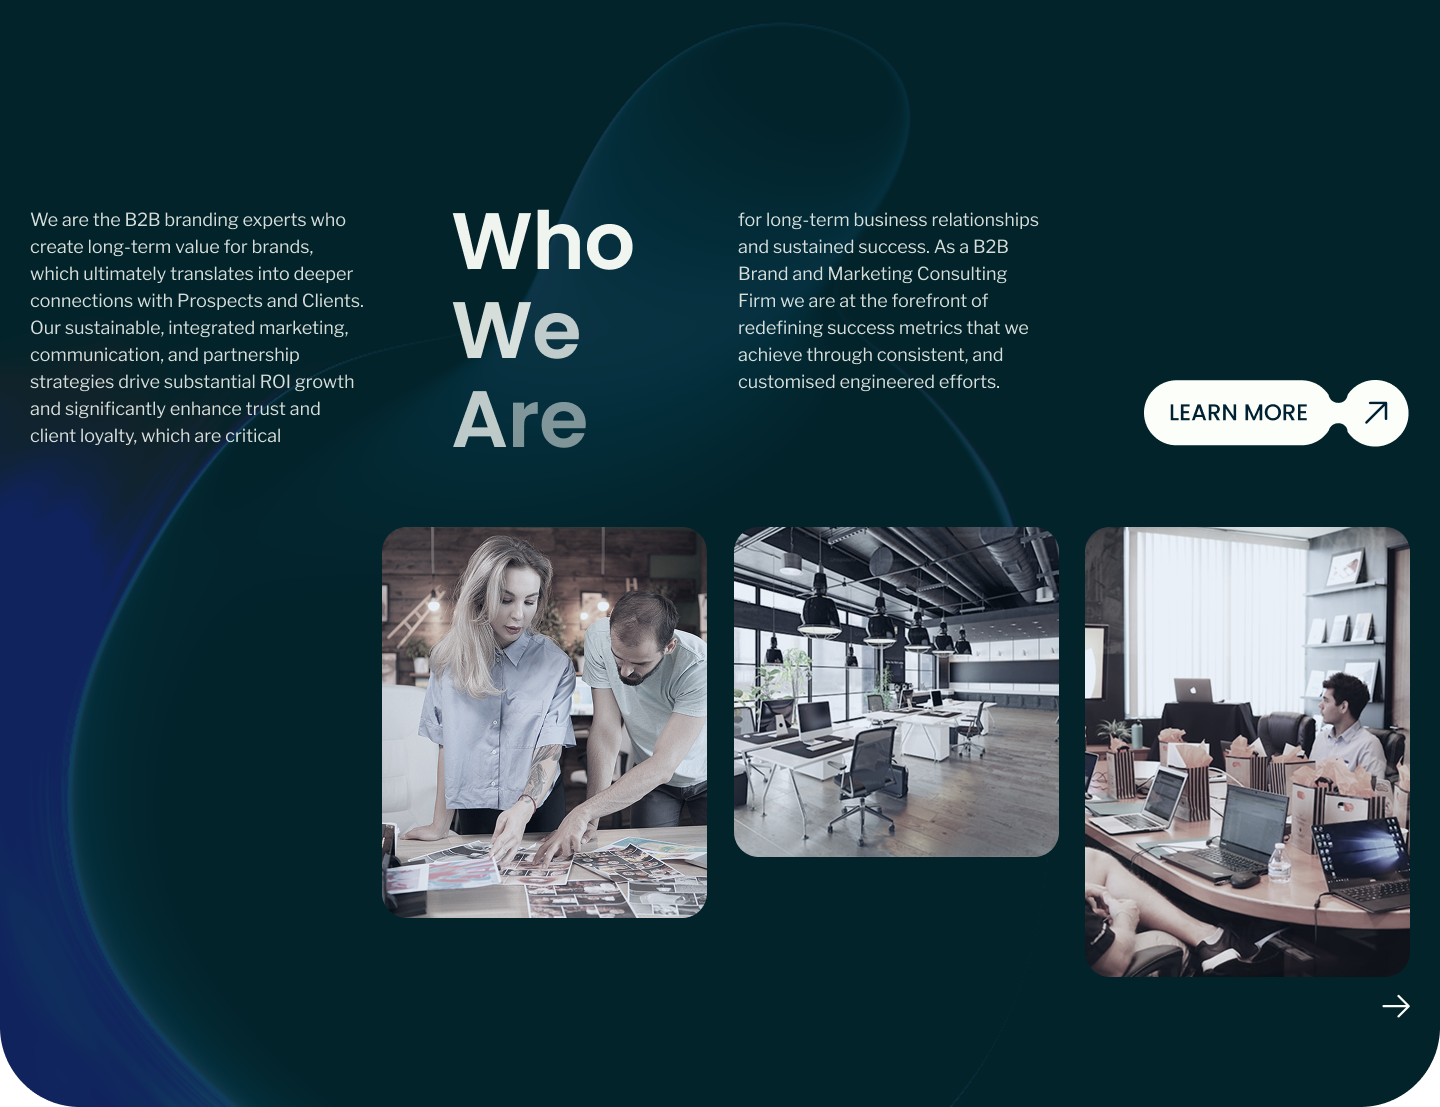 We are the B2B branding experts who
create long-term value for brands,
which ultimately translates into deeper
connections with Prospects and Clients.
Our sustainable, integrated marketing,
communication, and partnership
strategies drive substantial ROI growth
and significantly enhance trust and
client loyalty, which are critical
Who
We
Are
for long-term business relationships
and sustained success. As a B2B
Brand and Marketing Consulting
Firm we are at the forefront of
redefining success metrics that we
achieve through consistent, and
customised engineered efforts.
LEARN MORE